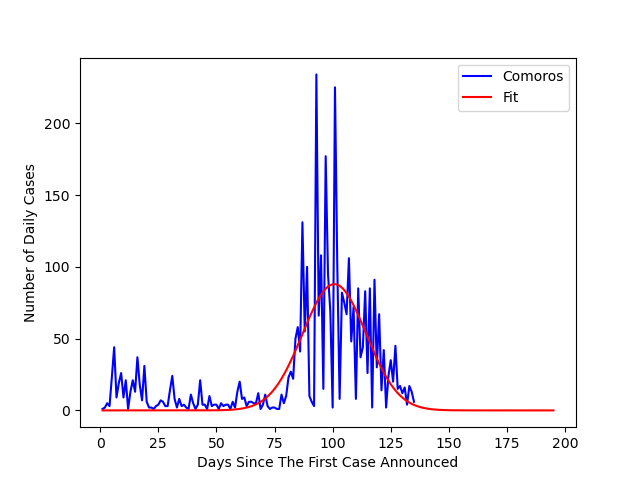 Comoros
Fit
Number of Daily Cases
200
150
100
50
0
0 25 50 75 100 125 150 175 200
Days Since The First Case Announced